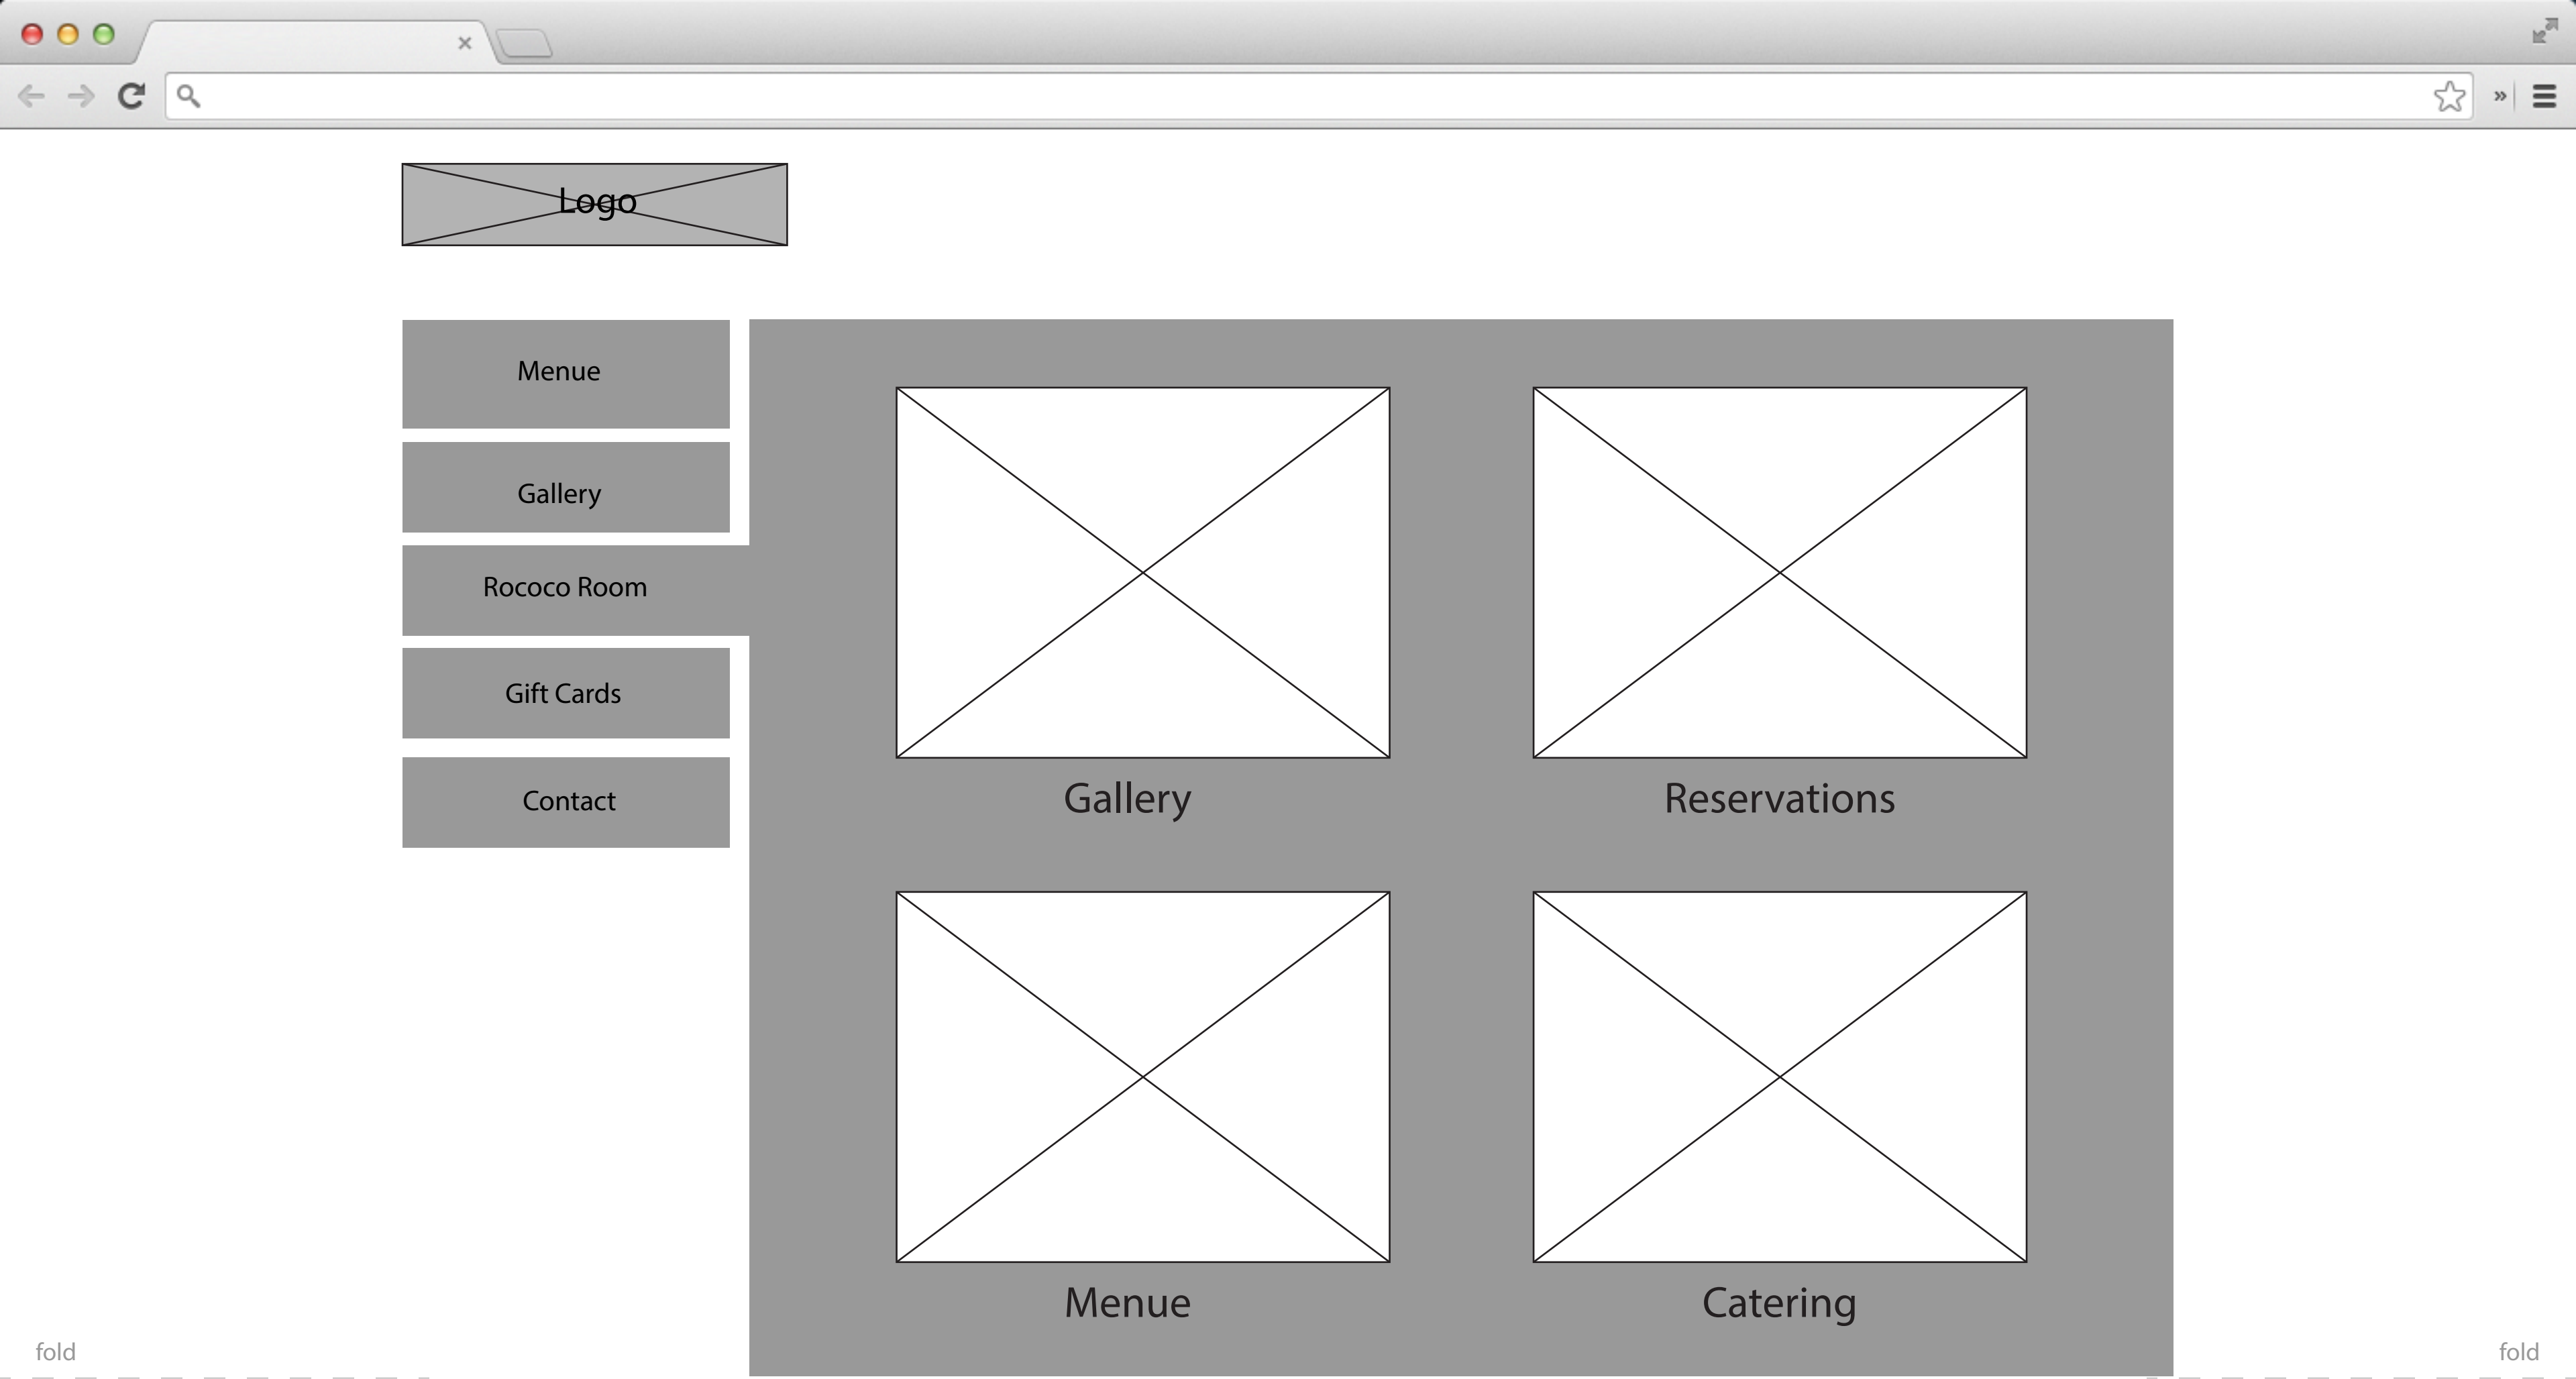 Logo
Menue
Gallery
Rococo Room
Gift Cards
Contact
Gallery
Reservations
Menue
Catering
fold
fold